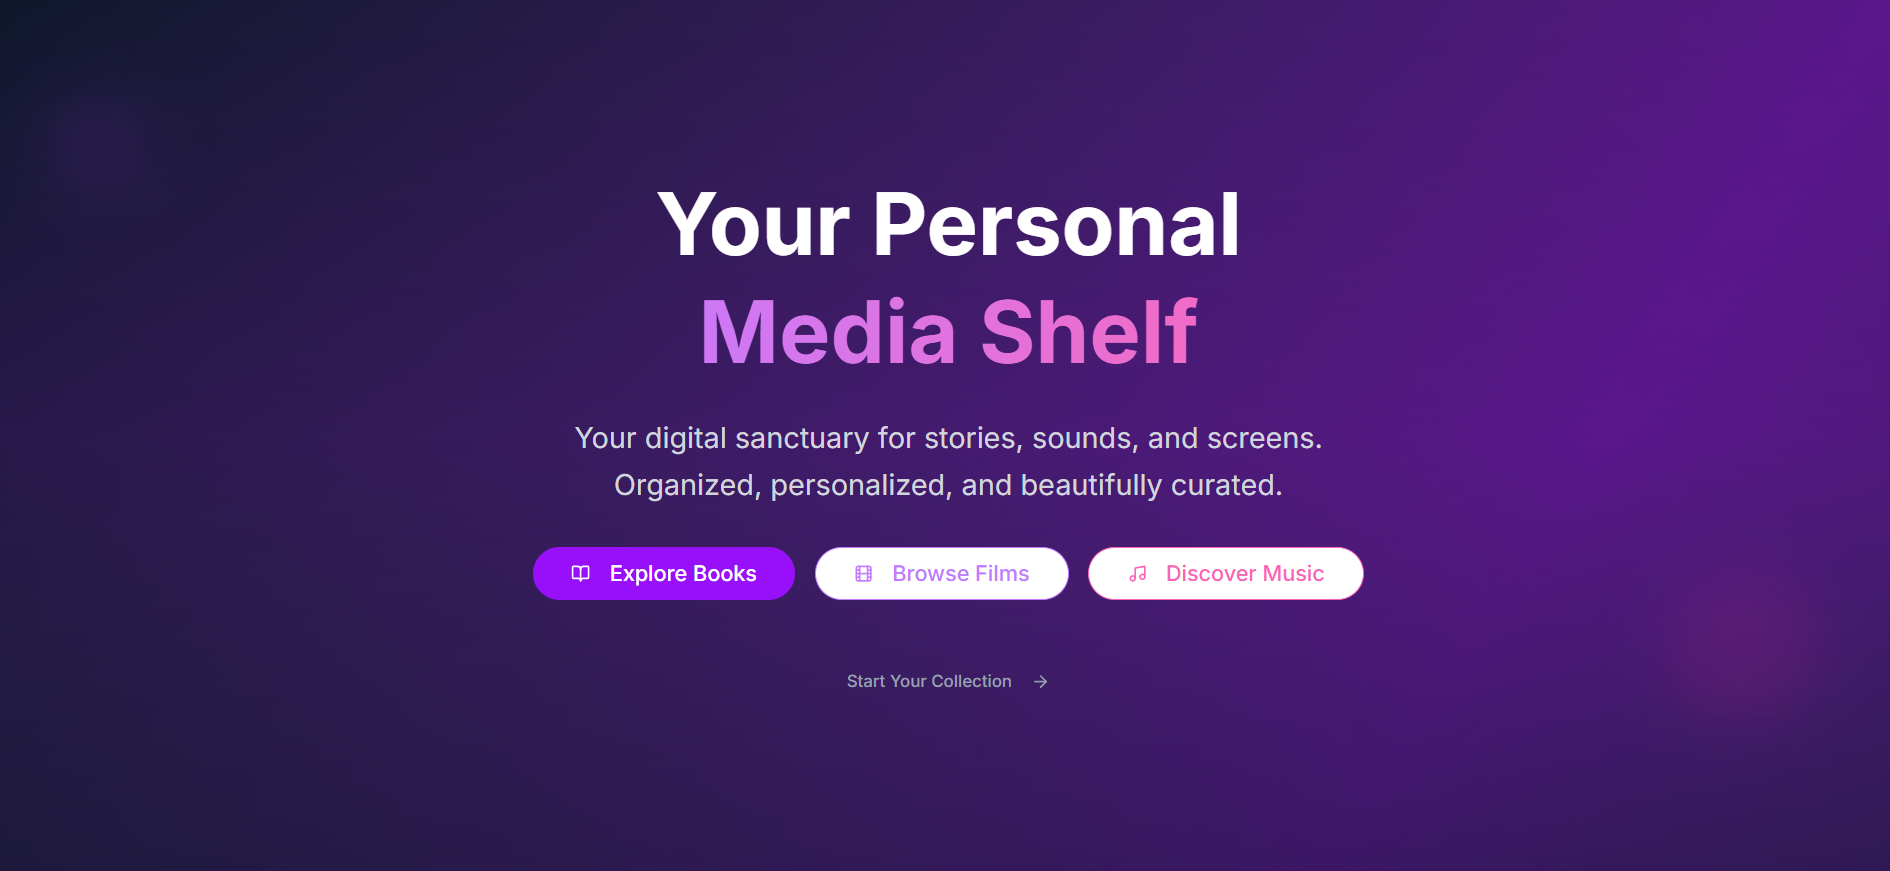 Your Personal
Media Shelf
Your digital sanctuary for stories, sounds, and screens.
Organized, personalized, and beautifully curated.
Explore Books
Browse Films
Discover Music
Start Your Collection